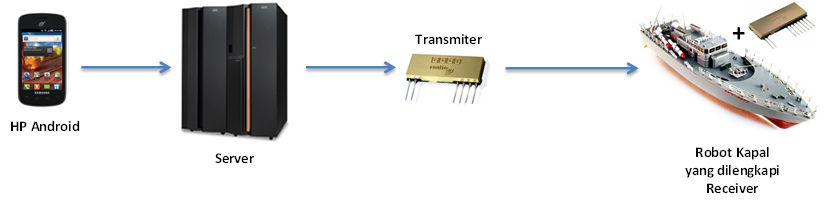 HP Android
Server
Transmiter
+
Robot Kapal
yang dilengkapi
Receiver